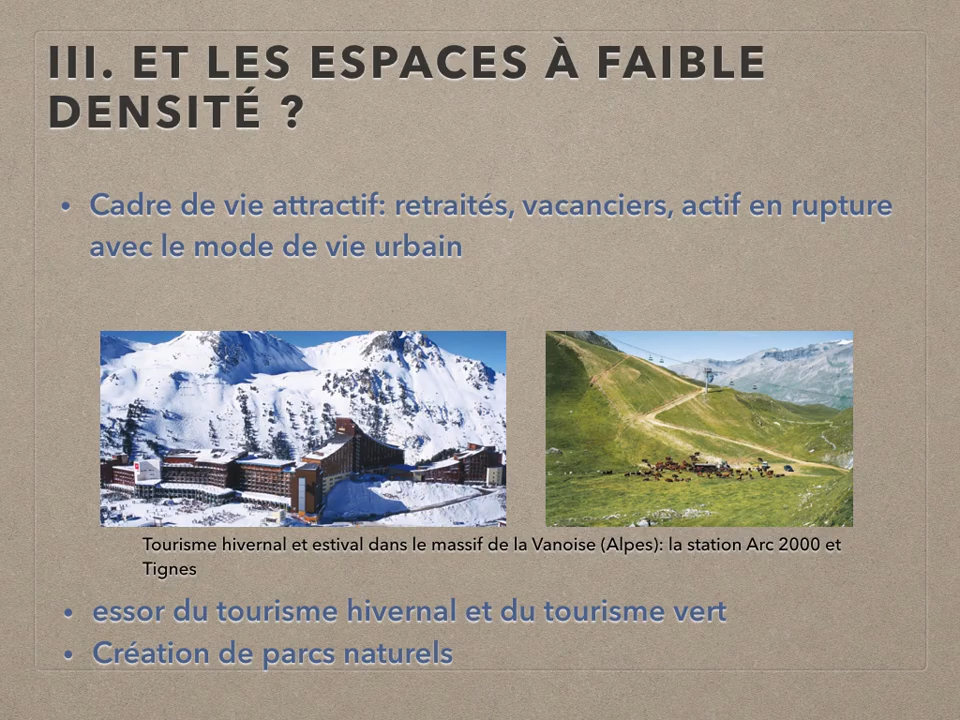 III. ET LES ESPACES À FAIBLE
DENSITÉ ?
• Cadre de vie attractif: retraités, vacanciers, actif en rupture
avec le mode de vie urbain
Tourisme hivernal et estival dans le massif de la Vanoise (Alpes): la station Arc 2000 et
Tignes
• essor du tourisme hivernal et du tourisme vert
• Création de parcs naturels